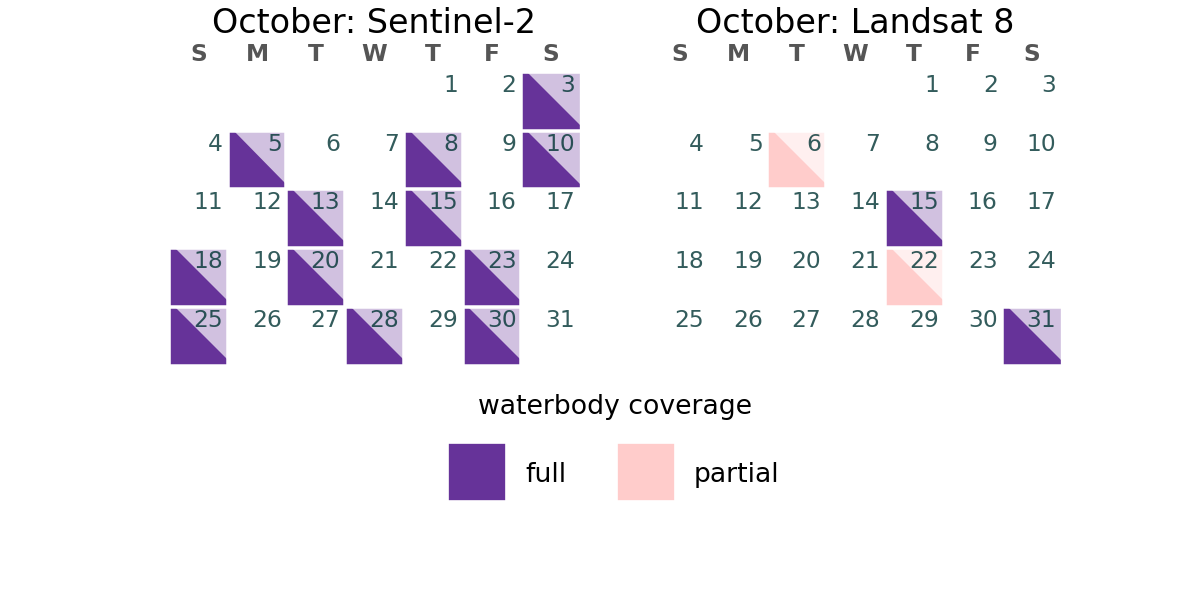 October: Sentinel-2
S M T W T F S
1 2 3
4 5 6 7 8 9 10
11 12 13 14 15 16 17
18 19 20 21 22 23 24
25 26 27 28 29 30 31
October: Landsat 8
S M T W T F S
1 2 3
4 5 6 7 8 9 10
11 12 13 14 15 16 17
18 19 20 21 22 23 24
25 26 27 28 29 30 31
waterbody coverage
full
partial